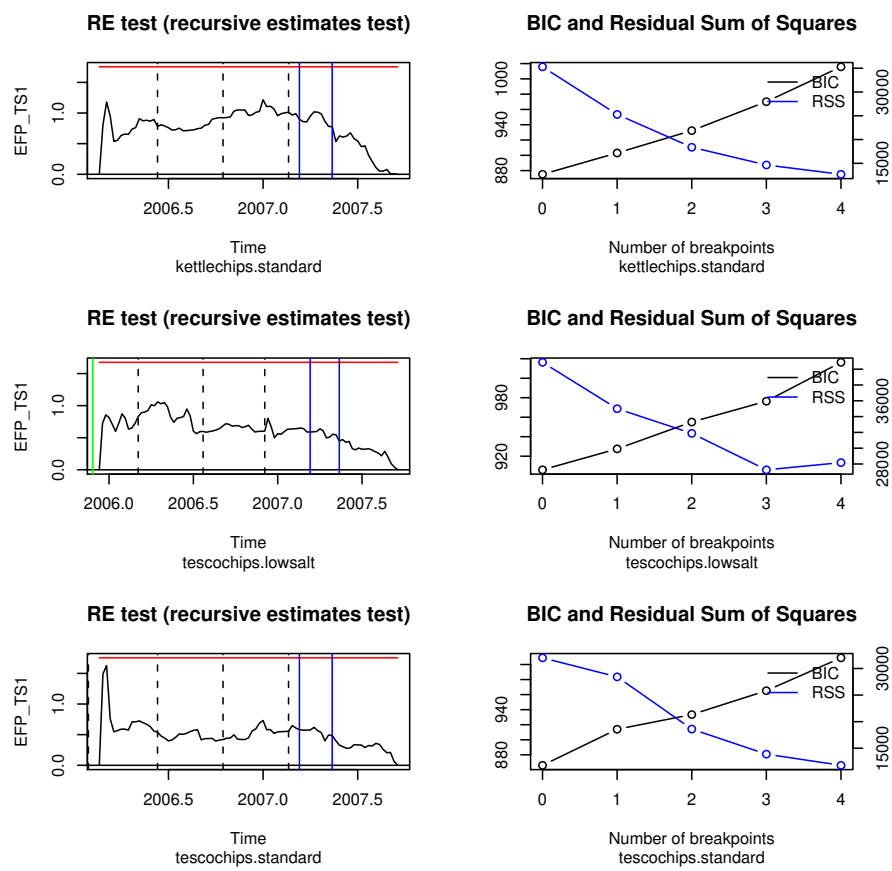 RE test (recursive estimates test)
EFP_TS1
0.0 1.0
2006.5 2007.0 2007.5
Time
kettlechips.standard
BIC and Residual Sum of Squares
880 940 1000
BIC
RSS
15000 30000
0 1 2 3 4
Number of breakpoints
kettlechips.standard
RE test (recursive estimates test)
EFP_TS1
0.0 1.0
2006.0 2006.5 2007.0 2007.5
Time
tescochips.lowsalt
BIC and Residual Sum of Squares
920 980
BIC
RSS
28000 36000
0 1 2 3 4
Number of breakpoints
tescochips.lowsalt
RE test (recursive estimates test)
EFP_TS1
0.0 1.0
2006.5 2007.0 2007.5
Time
tescochips.standard
BIC and Residual Sum of Squares
880 940
BIC
RSS
15000 30000
0 1 2 3 4
Number of breakpoints
tescochips.standard